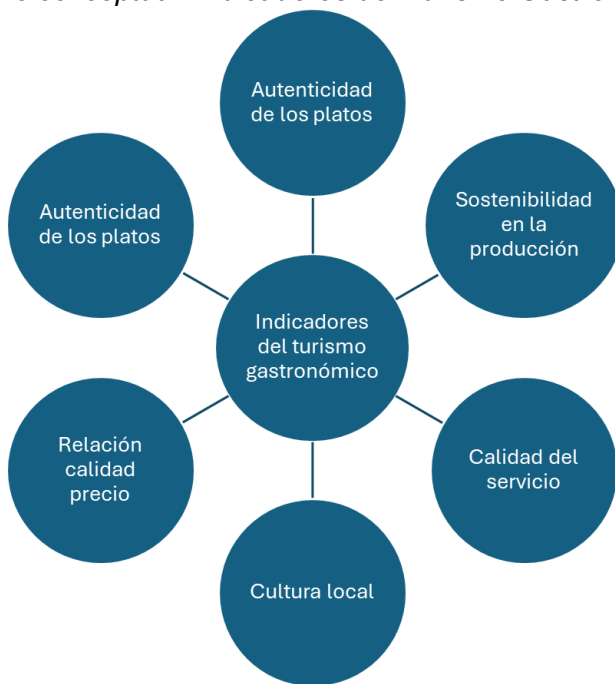 Autenticidad
de los platos
Autenticidad
de los platos
Sostenibilidad
en la
producción
Indicadores
del turismo
gastronómico
Relación
calidad
precio
Calidad del
servicio
Cultura local